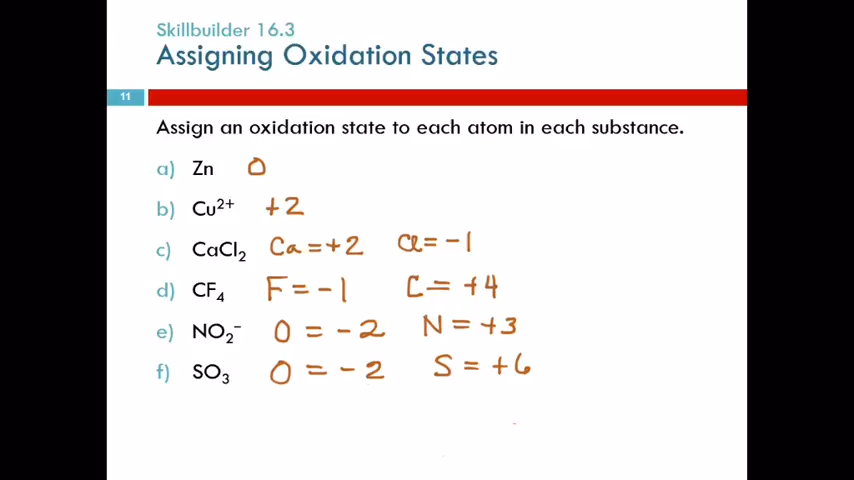 Skillbuilder 16.3
Assigning Oxidation States
11
Assign an oxidation state to each atom in each substance.
a) Zn 0
b) Cu²⁺ +2
c) CaCl₂ Ca = +2 Cl = -1
d) CF₄ F = -1 C = +4
e) NO₂⁻ O = -2 N = +3
f) SO₃ O = -2 S = +6